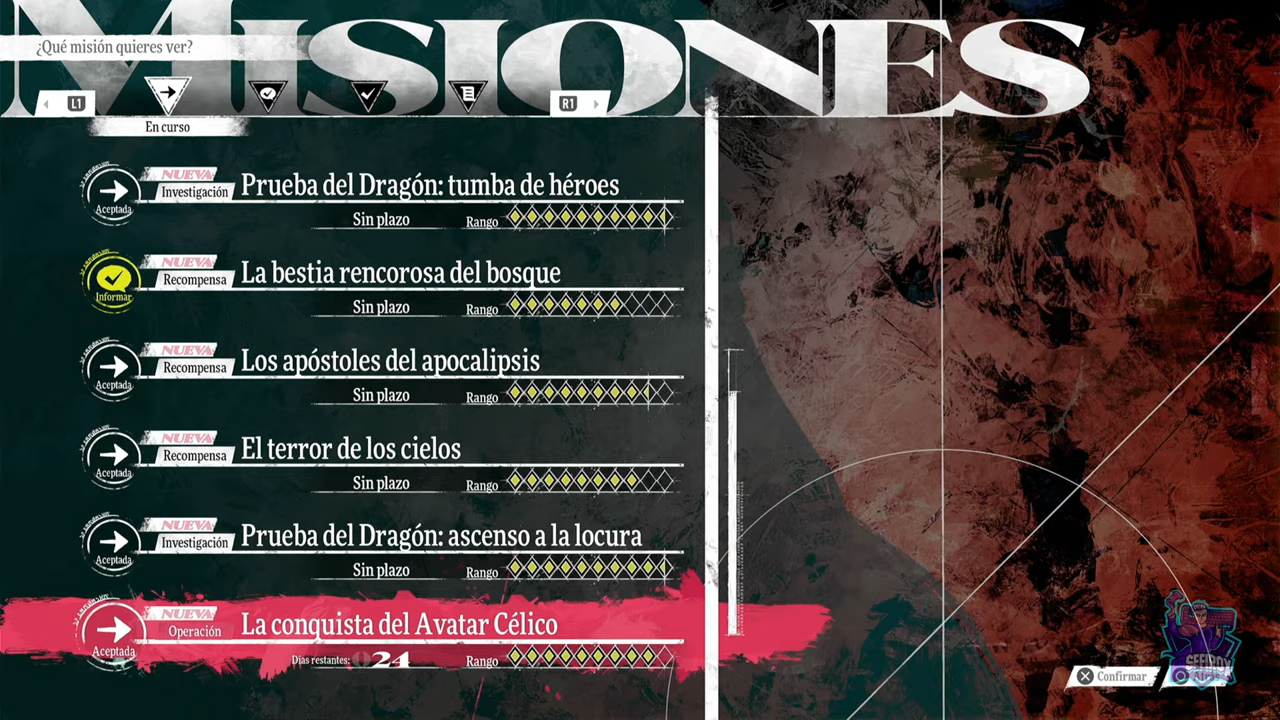 MISIONES
¿Qué misión quieres ver?
L1
R1
En curso
NUEVA
Investigación
Prueba del Dragón: tumba de héroes
Aceptada
Sin plazo
Rango
NUEVA
Recompensa
La bestia rencorosa del bosque
Informar
Sin plazo
Rango
NUEVA
Recompensa
Los apóstoles del apocalipsis
Aceptada
Sin plazo
Rango
NUEVA
Recompensa
El terror de los cielos
Aceptada
Sin plazo
Rango
NUEVA
Investigación
Prueba del Dragón: ascenso a la locura
Aceptada
Sin plazo
Rango
NUEVA
Operación
La conquista del Avatar Célico
Aceptada
Días restantes: 024
Rango
Confirmar
Atrás
SEFIROY